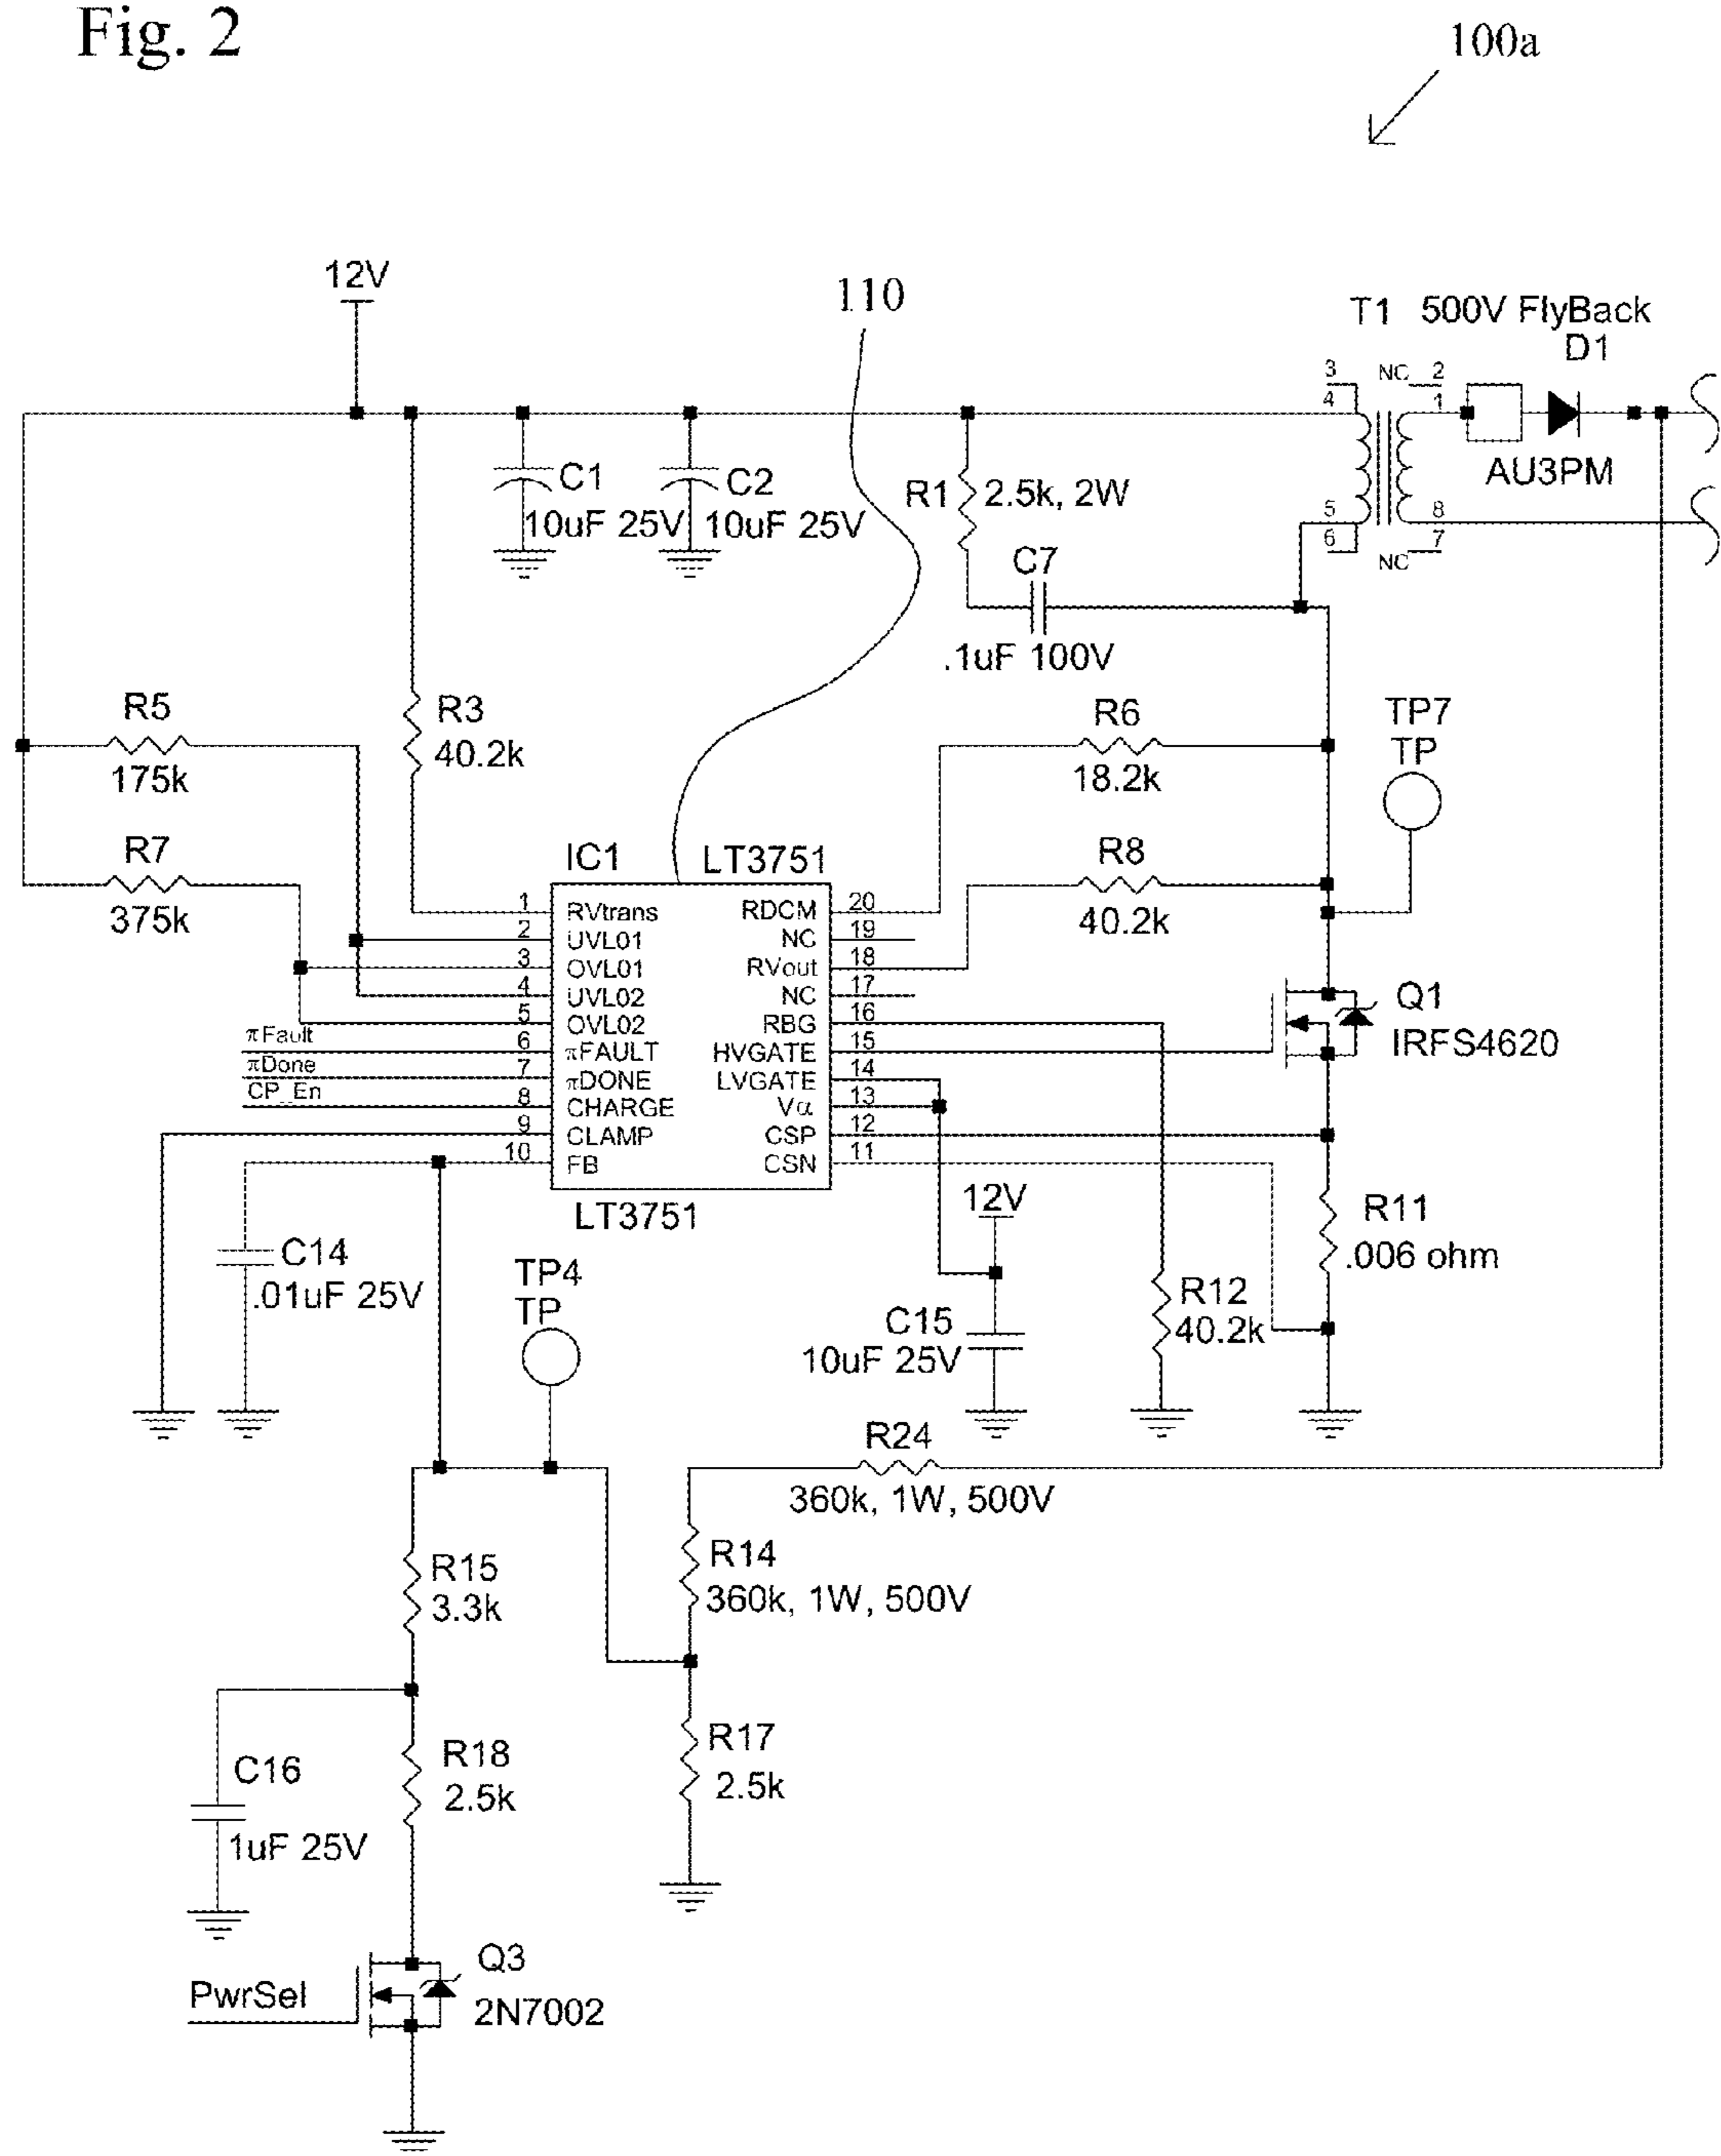 Fig. 2
100a
12V
110
T1 500V FlyBack
D1
3
4
NC
2
1
AU3PM
5
6
8
7
NC
C1
10uF 25V
C2
10uF 25V
R1
2.5k, 2W
C7
.1uF 100V
R5
175k
R3
40.2k
R6
18.2k
TP7
TP
R7
375k
R8
40.2k
IC1
LT3751
1 RVtrans
2 UVL01
3 OVL01
4 UVL02
5 OVL02
πFault 6 πFAULT
πDone 7 πDONE
CP_En 8 CHARGE
9 CLAMP
10 FB
RDCM 20
NC 19
RVout 18
NC 17
RBG 16
HVGATE 15
LVGATE 14
Vα 13
CSP 12
CSN 11
LT3751
Q1
IRFS4620
12V
R11
.006 ohm
C14
.01uF 25V
TP4
TP
C15
10uF 25V
R12
40.2k
R24
360k, 1W, 500V
R14
360k, 1W, 500V
R15
3.3k
R17
2.5k
C16
1uF 25V
R18
2.5k
Q3
2N7002
PwrSel